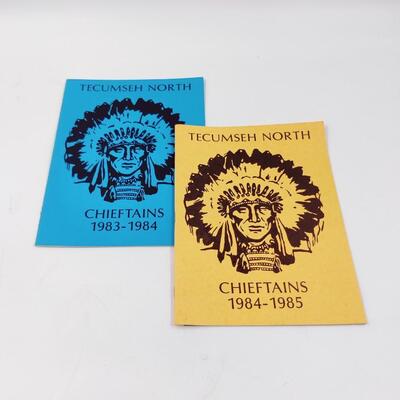 TECUMSEH NORTH
CHIEFTAINS
1983-1984
TECUMSEH NORTH
CHIEFTAINS
1984-1985